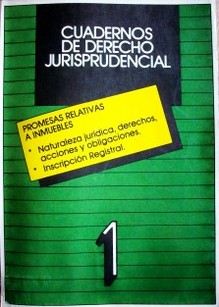 CUADERNOS
DE DERECHO
JURISPRUDENCIAL
PROMESAS RELATIVAS
A INMUEBLES
• Naturaleza jurídica, derechos,
acciones y obligaciones.
• Inscripción Registral.
1